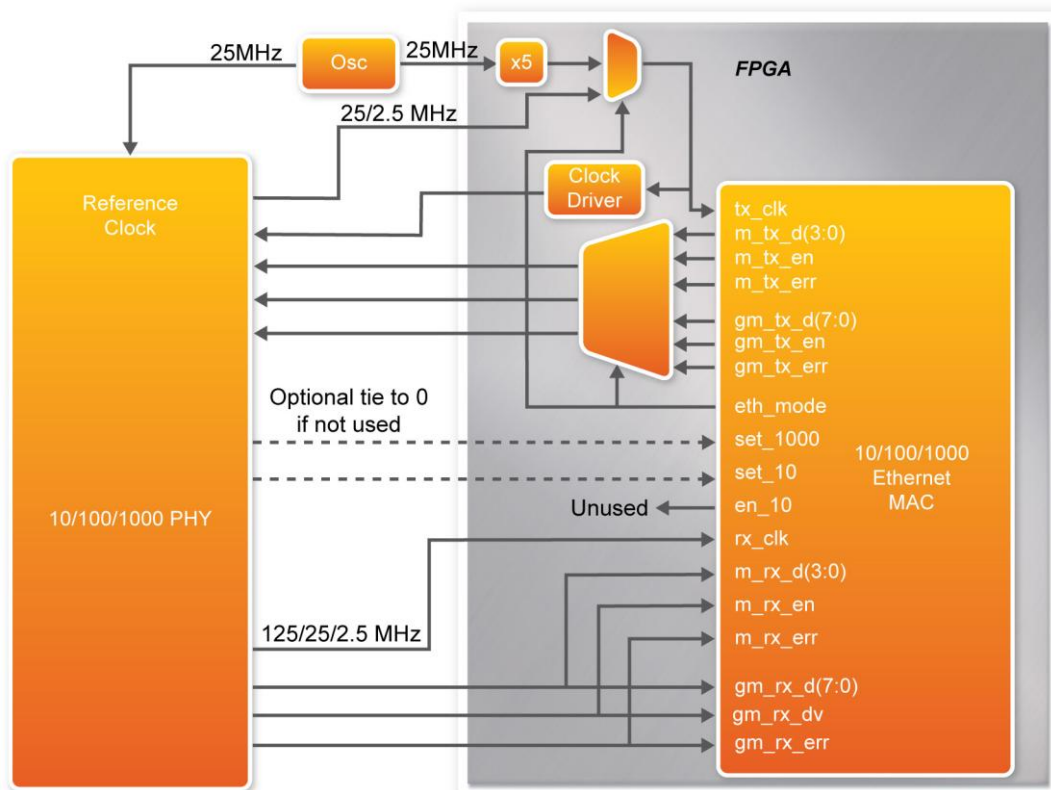 25MHz
Osc
25MHz
x5
FPGA
25/2.5 MHz
Clock
Driver
Reference
Clock
tx_clk
m_tx_d(3:0)
m_tx_en
m_tx_err
gm_tx_d(7:0)
gm_tx_en
gm_tx_err
eth_mode
Optional tie to 0
if not used
set_1000
set_10
10/100/1000
Ethernet
MAC
Unused
en_10
10/100/1000 PHY
rx_clk
m_rx_d(3:0)
m_rx_en
m_rx_err
125/25/2.5 MHz
gm_rx_d(7:0)
gm_rx_dv
gm_rx_err